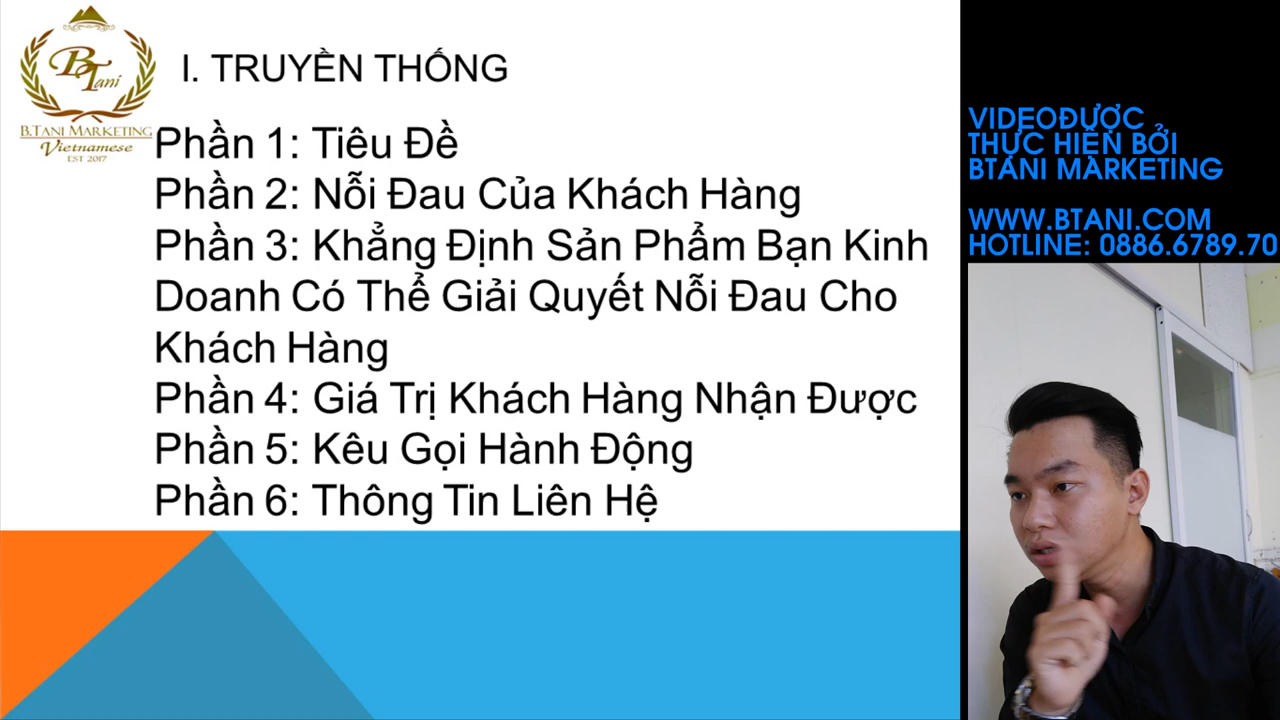 BTani
B.TANI MARKETING
Vietnamese
EST 2017
I. TRUYỀN THỐNG
Phần 1: Tiêu Đề
Phần 2: Nỗi Đau Của Khách Hàng
Phần 3: Khẳng Định Sản Phẩm Bạn Kinh
Doanh Có Thể Giải Quyết Nỗi Đau Cho
Khách Hàng
Phần 4: Giá Trị Khách Hàng Nhận Được
Phần 5: Kêu Gọi Hành Động
Phần 6: Thông Tin Liên Hệ
VIDEOĐƯỢC
THỰC HIỆN BỞI
BTANI MARKETING
WWW.BTANI.COM
HOTLINE: 0886.6789.70